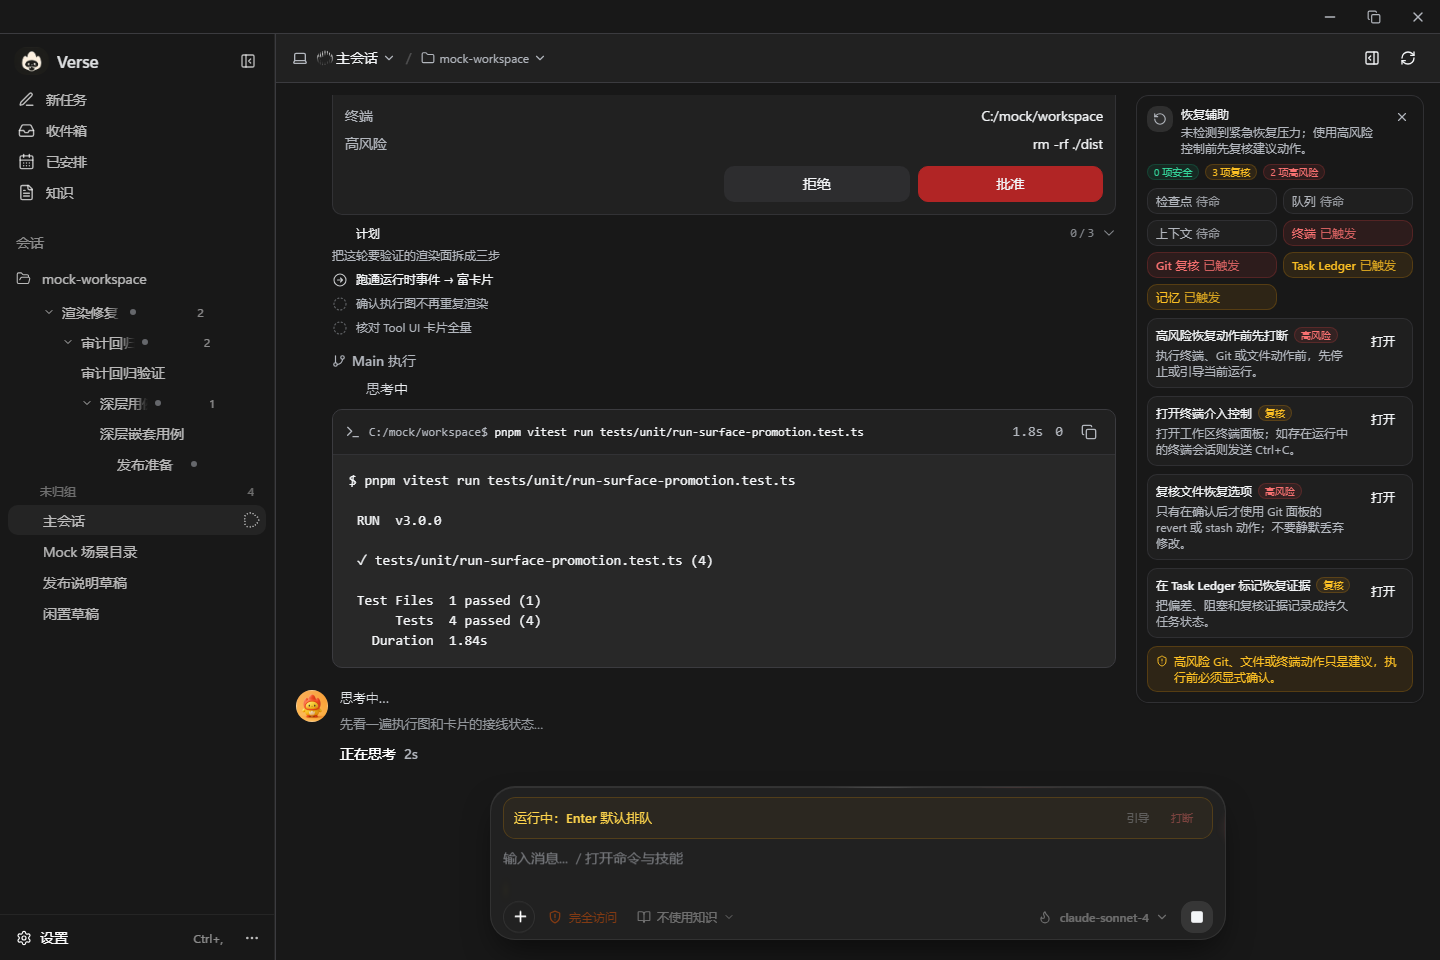 Verse
新任务
收件箱
已安排
知识
会话
mock-workspace
渲染修复 2
审计回归 2
审计回归验证
深层用 1
深层嵌套用例
发布准备
未归组 4
主会话
Mock 场景目录
发布说明草稿
闲置草稿
设置 Ctrl+,
主会话 / mock-workspace
终端 C:/mock/workspace
高风险 rm -rf ./dist
拒绝 批准
计划 0/3
把这轮要验证的渲染面拆成三步
跑通运行时事件 → 富卡片
确认执行图不再重复渲染
核对 Tool UI 卡片全量
Main 执行
思考中
C:/mock/workspace$ pnpm vitest run tests/unit/run-surface-promotion.test.ts 1.8s 0
$ pnpm vitest run tests/unit/run-surface-promotion.test.ts
RUN v3.0.0
✓ tests/unit/run-surface-promotion.test.ts (4)
Test Files 1 passed (1)
Tests 4 passed (4)
Duration 1.84s
思考中...
先看一遍执行图和卡片的接线状态...
正在思考 2s
运行中：Enter 默认排队 引导 打断
输入消息... / 打开命令与技能
完全访问 不使用知识 claude-sonnet-4
恢复辅助
未检测到紧急恢复压力；使用高风险
控制前先复核建议动作。
0 项安全 3 项复核 2 项高风险
检查点 待命 队列 待命
上下文 待命 终端 已触发
Git 复核 已触发 Task Ledger 已触发
记忆 已触发
高风险恢复动作前先打断 高风险 打开
执行终端、Git 或文件动作前，先停
止或引导当前运行。
打开终端介入控制 复核 打开
打开工作区终端面板；如存在运行中
的终端会话则发送 Ctrl+C。
复核文件恢复选项 高风险 打开
只有在确认后才使用 Git 面板的
revert 或 stash 动作；不要静默丢弃
修改。
在 Task Ledger 标记恢复证据 复核 打开
把偏差、阻塞和复核证据记录成持久
任务状态。
高风险 Git、文件或终端动作只是建议，执
行前必须显式确认。